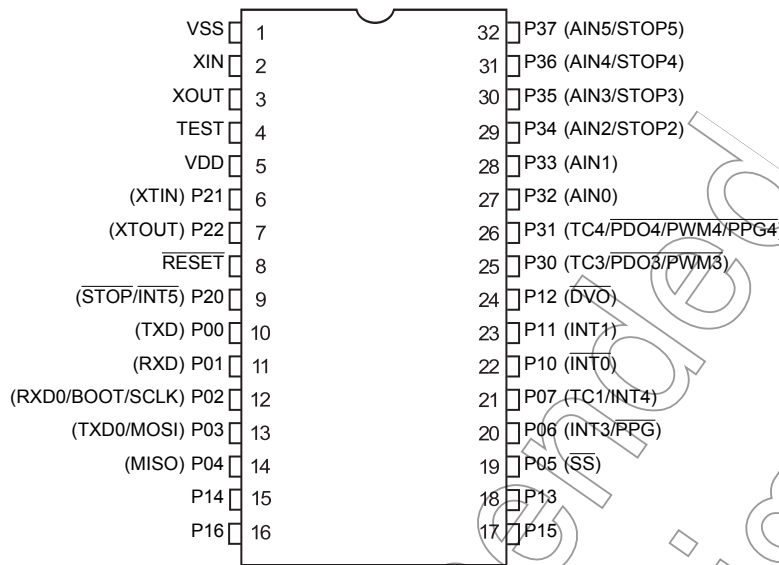 VSS 1 32 P37 (AIN5/STOP5)
XIN 2 31 P36 (AIN4/STOP4)
XOUT 3 30 P35 (AIN3/STOP3)
TEST 4 29 P34 (AIN2/STOP2)
VDD 5 28 P33 (AIN1)
(XTIN) P21 6 27 P32 (AIN0)
(XTOUT) P22 7 26 P31 (TC4/PDO4/PWM4/PPG4)
RESET 8 25 P30 (TC3/PDO3/PWM3)
(STOP/INT5) P20 9 24 P12 (DVO)
(TXD) P00 10 23 P11 (INT1)
(RXD) P01 11 22 P10 (INT0)
(RXD0/BOOT/SCLK) P02 12 21 P07 (TC1/INT4)
(TXD0/MOSI) P03 13 20 P06 (INT3/PPG)
(MISO) P04 14 19 P05 (SS)
P14 15 18 P13
P16 16 17 P15
ended